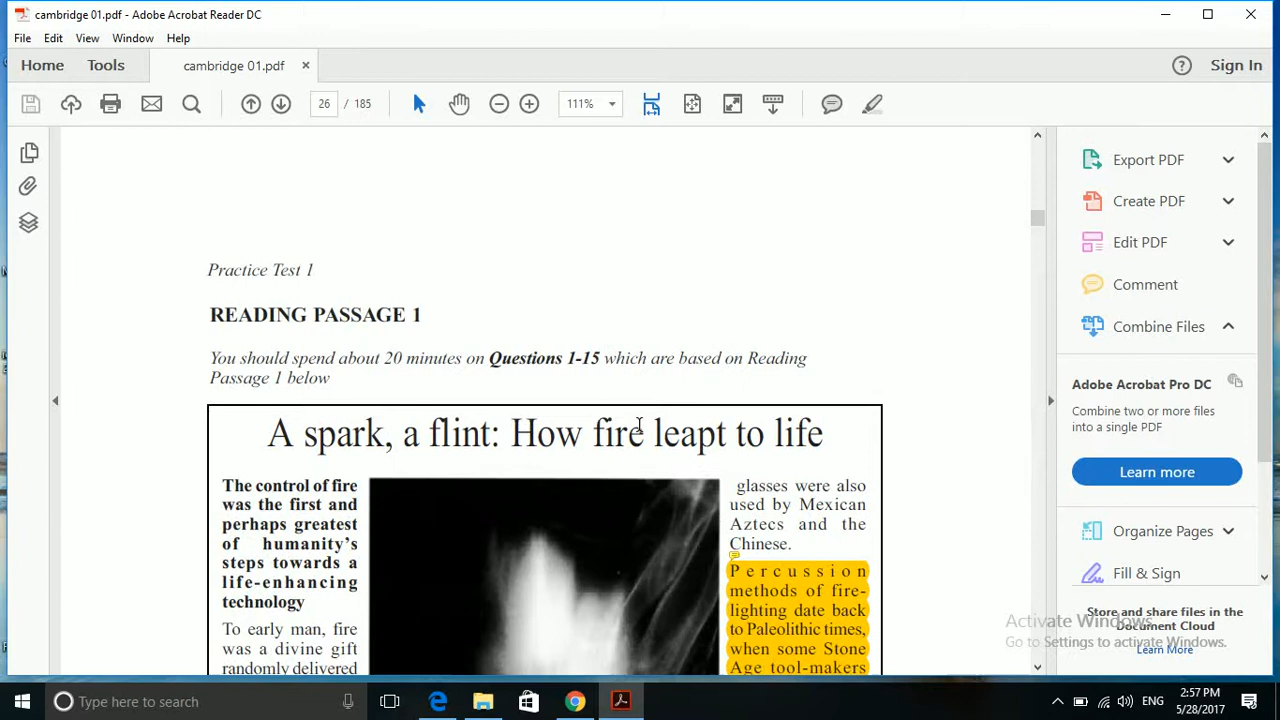 cambridge 01.pdf - Adobe Acrobat Reader DC
File Edit View Window Help
Home Tools cambridge 01.pdf × Sign In
26 / 185 111%
Practice Test 1
READING PASSAGE 1
You should spend about 20 minutes on Questions 1-15 which are based on Reading
Passage 1 below
A spark, a flint: How fire leapt to life
The control of fire
was the first and
perhaps greatest
of humanity's
steps towards a
life-enhancing
technology
To early man, fire
was a divine gift
randomly delivered
glasses were also
used by Mexican
Aztecs and the
Chinese.
Percussion
methods of fire-
lighting date back
to Paleolithic times,
when some Stone
Age tool-makers
Export PDF
Create PDF
Edit PDF
Comment
Combine Files
Adobe Acrobat Pro DC
Combine two or more files
into a single PDF
Learn more
Organize Pages
Fill & Sign
Store and share files in the
Document Cloud
Learn More
Activate Windows
Go to Settings to activate Windows.
Type here to search
ENG
2:57 PM
5/28/2017